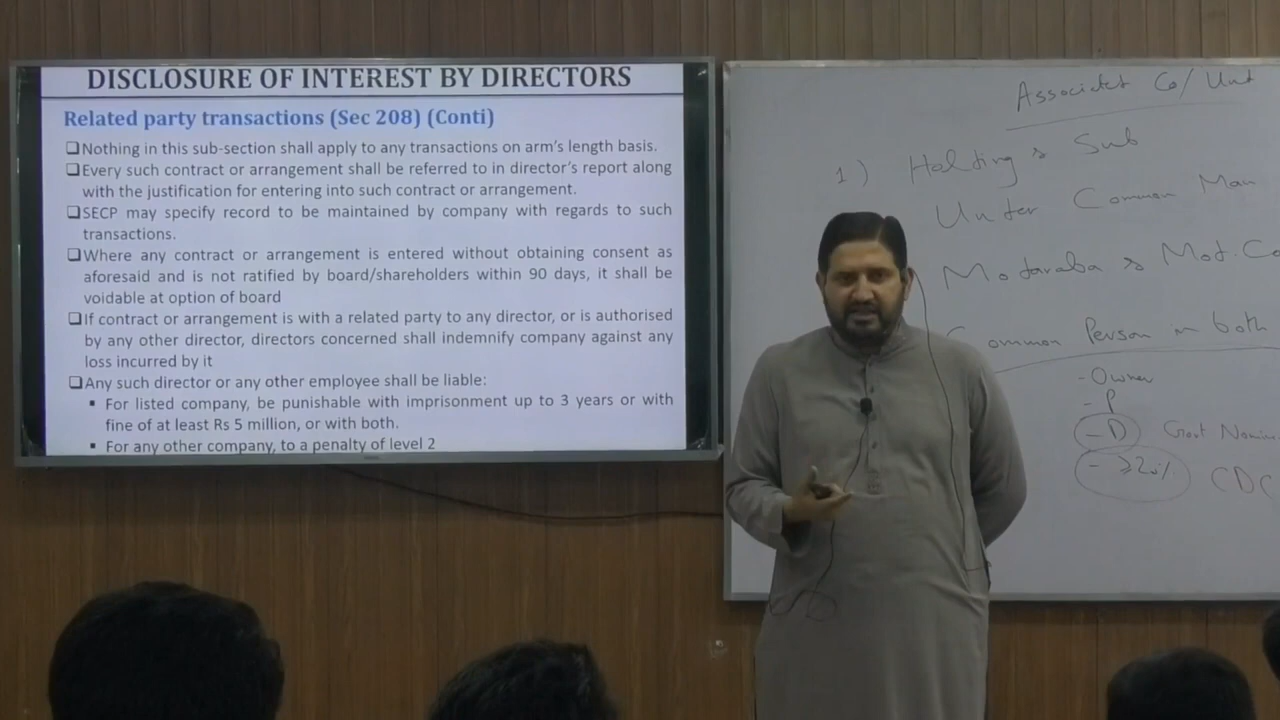 DISCLOSURE OF INTEREST BY DIRECTORS
Related party transactions (Sec 208) (Conti)
❑Nothing in this sub-section shall apply to any transactions on arm's length basis.
❑Every such contract or arrangement shall be referred to in director's report along
with the justification for entering into such contract or arrangement.
❑SECP may specify record to be maintained by company with regards to such
transactions.
❑Where any contract or arrangement is entered without obtaining consent as
aforesaid and is not ratified by board/shareholders within 90 days, it shall be
voidable at option of board
❑If contract or arrangement is with a related party to any director, or is authorised
by any other director, directors concerned shall indemnify company against any
loss incurred by it
❑Any such director or any other employee shall be liable:
▪ For listed company, be punishable with imprisonment up to 3 years or with
fine of at least Rs 5 million, or with both.
▪ For any other company, to a penalty of level 2
Associated Co/
1) Holding & Sub
Under Common Man
Modaraba & Mod. Co
Common Person in both
- Owner
- P
- D Govt Nomin
- ≥20% CDC